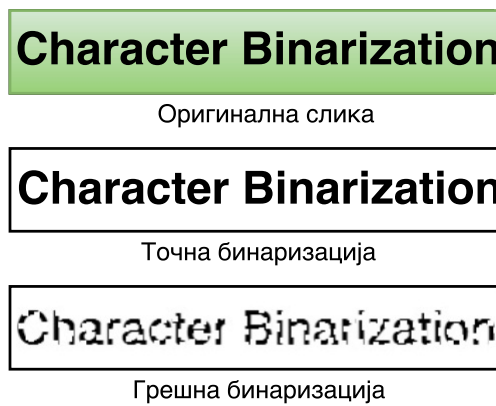 Character Binarization
Оригинална слика
Character Binarization
Точна бинаризација
Character Binarization
Грешна бинаризација